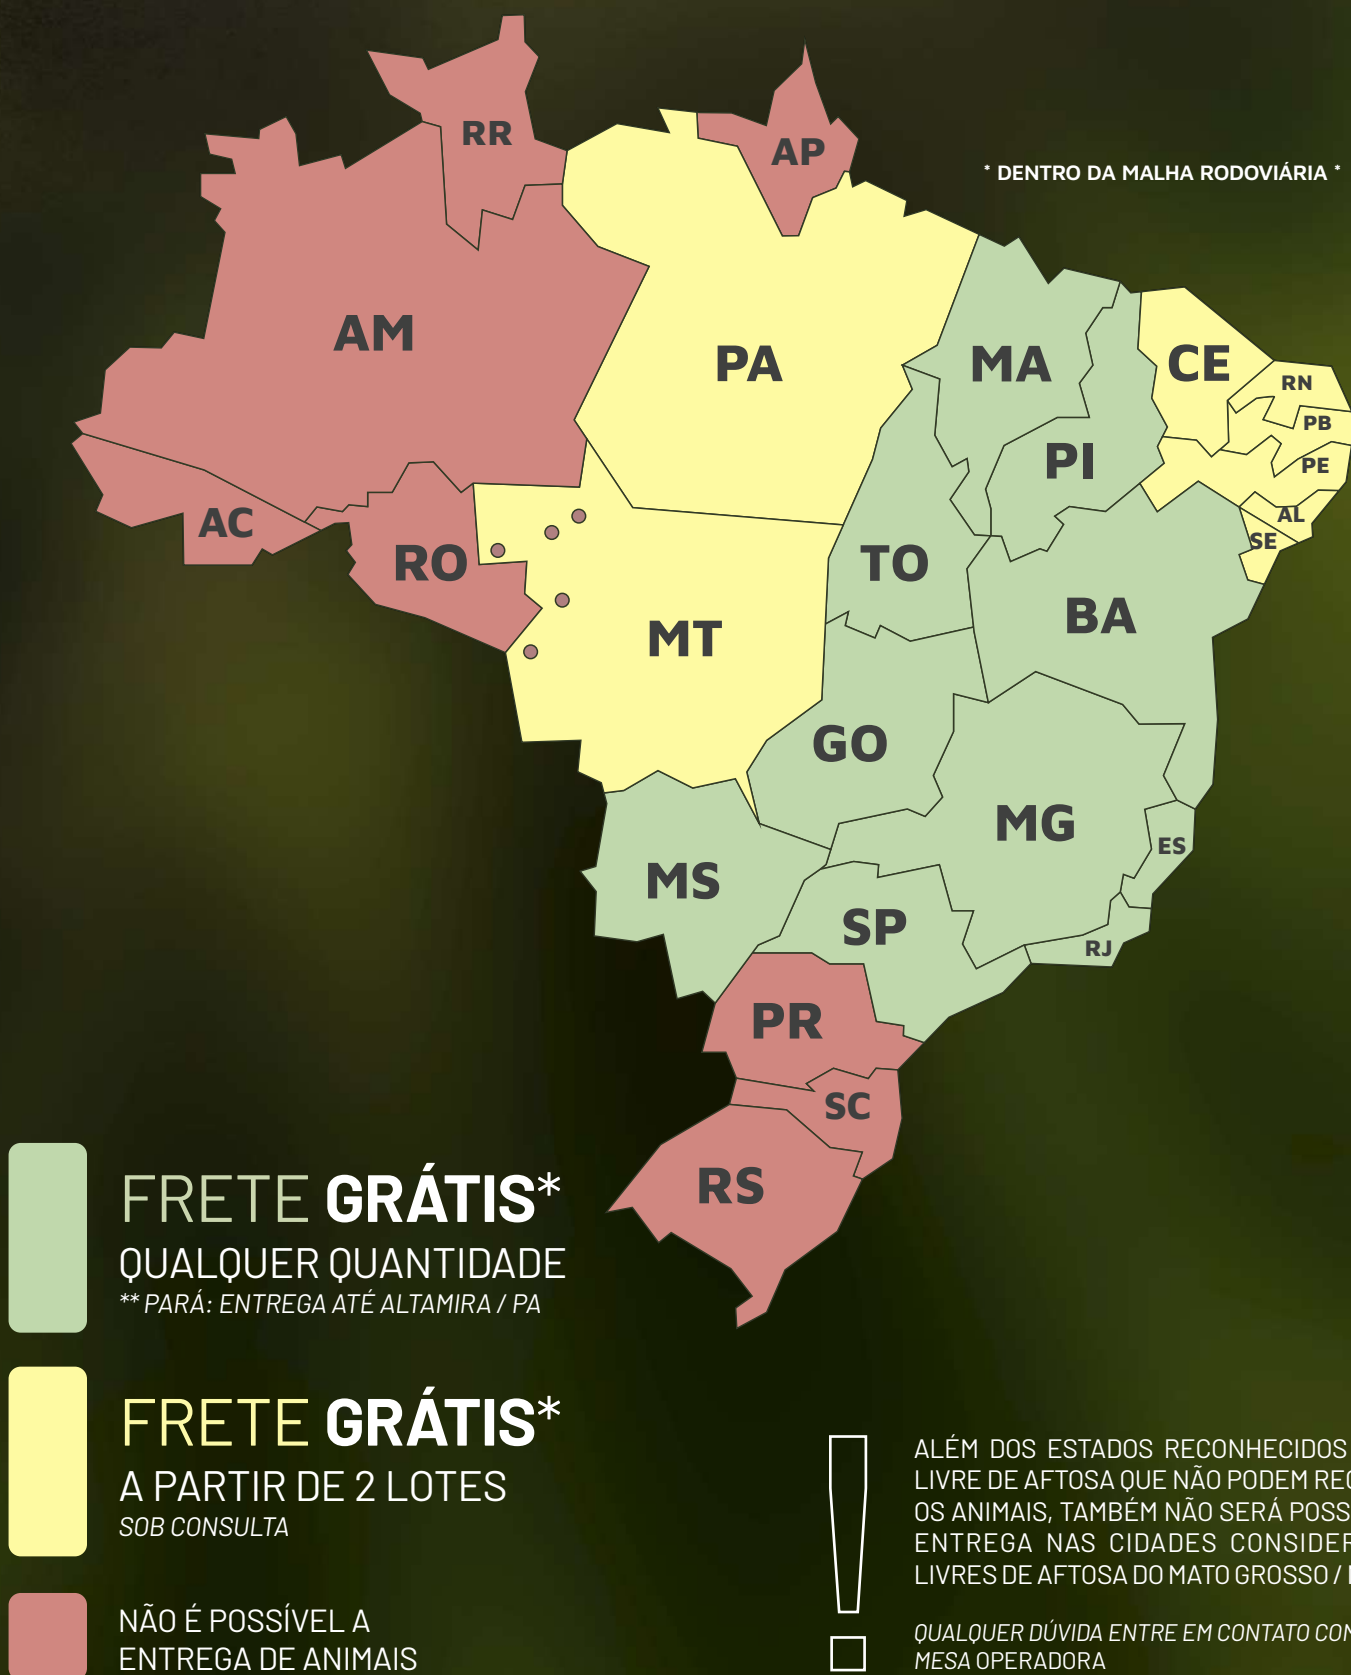 RR
AP
* DENTRO DA MALHA RODOVIÁRIA *
AM
PA
MA
CE
RN
PB
PI
PE
AC
RO
TO
AL
SE
MT
BA
GO
MG
ES
MS
SP
RJ
PR
SC
RS
FRETE GRÁTIS*
QUALQUER QUANTIDADE
** PARÁ: ENTREGA ATÉ ALTAMIRA / PA
FRETE GRÁTIS*
A PARTIR DE 2 LOTES
SOB CONSULTA
NÃO É POSSÍVEL A
ENTREGA DE ANIMAIS
ALÉM DOS ESTADOS RECONHECIDOS
LIVRE DE AFTOSA QUE NÃO PODEM
OS ANIMAIS, TAMBÉM NÃO SERÁ
ENTREGA NAS CIDADES
LIVRES DE AFTOSA DO MATO GROSSO /
QUALQUER DÚVIDA ENTRE EM CONTATO
MESA OPERADORA